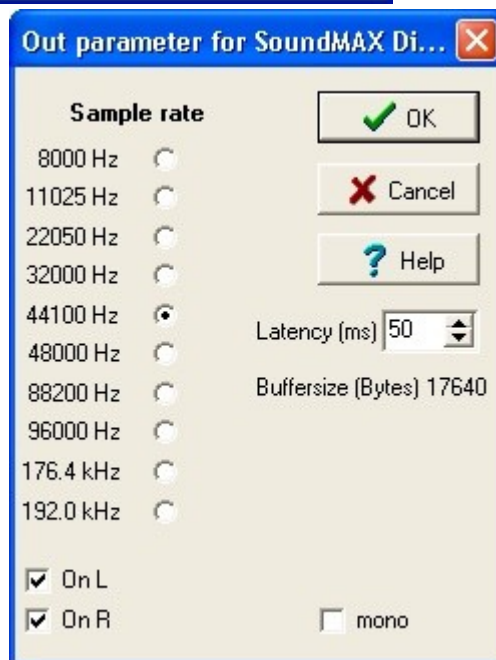 Out parameter for SoundMAX Di...
Sample rate
8000 Hz
11025 Hz
22050 Hz
32000 Hz
44100 Hz
48000 Hz
88200 Hz
96000 Hz
176.4 kHz
192.0 kHz
OK
Cancel
? Help
Latency (ms) 50
Buffersize (Bytes) 17640
On L
On R
mono